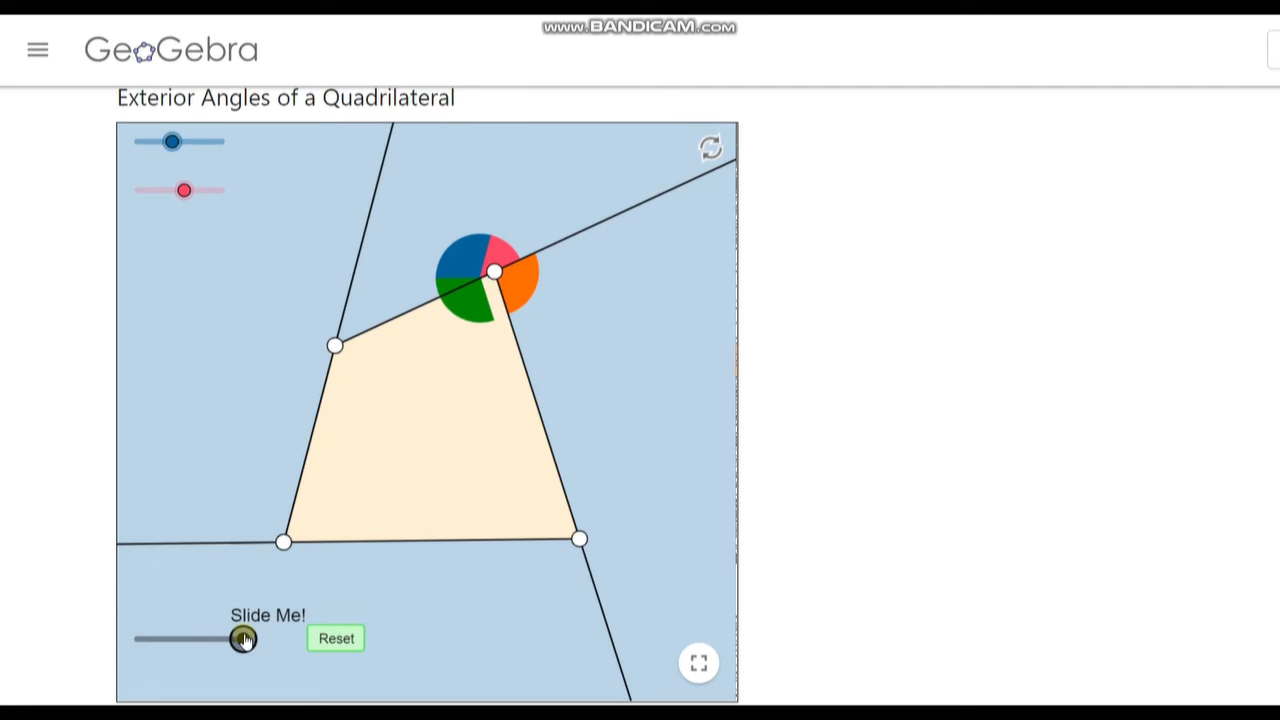 www.BANDICAM.com
GeoGebra
Exterior Angles of a Quadrilateral
Slide Me!
Reset